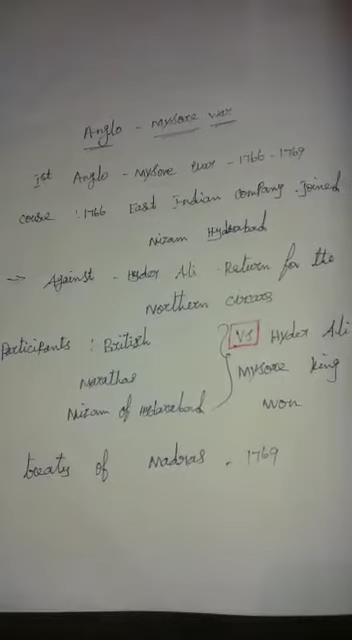 Anglo - Mysore war
Ist Anglo - Mysore war - 1766 - 1769
course : 1766 East Indian company joined
Nizam Hyderabad
→ Against - Hyder Ali - Return for the
Northern circars
Participants : British
VS Hyder Ali
Marathas
Mysore king
Nizam of Hyderabad
won
treaty of Madras - 1769